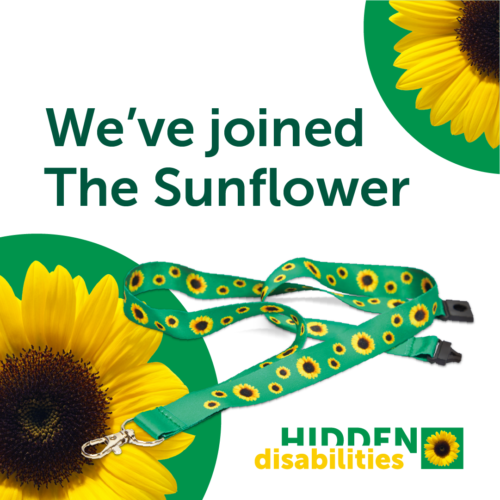 We've joined
The Sunflower
HIDDEN
disabilities